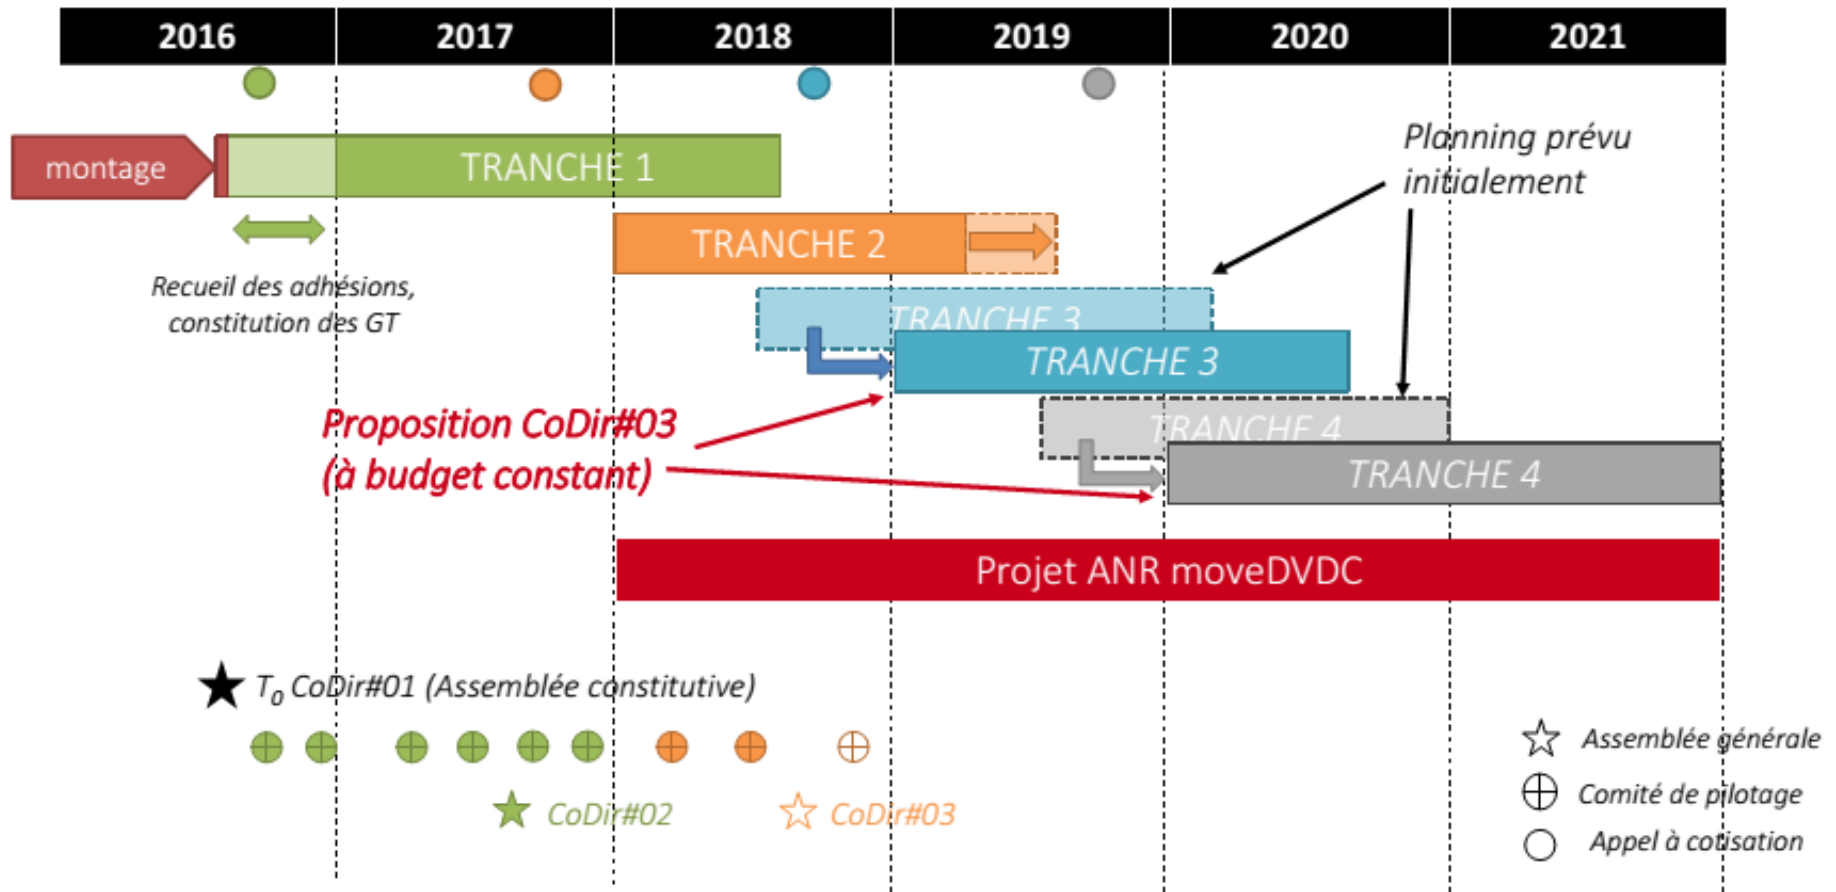 2016 2017 2018 2019 2020 2021
montage
TRANCHE 1
Planning prévu
initialement
TRANCHE 2
Recueil des adhésions,
constitution des GT
TRANCHE 3
TRANCHE 3
Proposition CoDir#03
(à budget constant)
TRANCHE 4
TRANCHE 4
Projet ANR moveDVDC
T0 CoDir#01 (Assemblée constitutive)
CoDir#02
CoDir#03
Assemblée générale
Comité de pilotage
Appel à cotisation